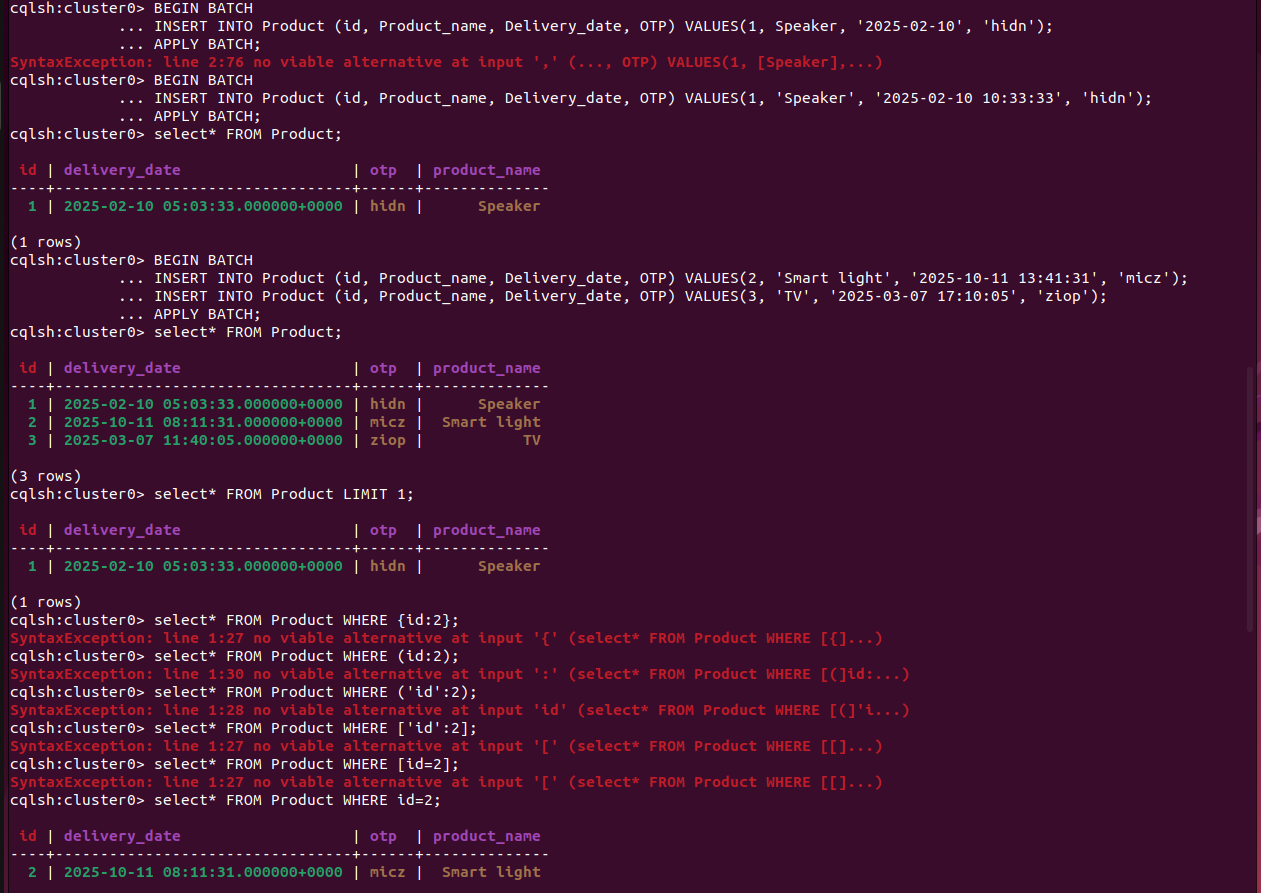 cqlsh:cluster0> BEGIN BATCH
            ... INSERT INTO Product (id, Product_name, Delivery_date, OTP) VALUES(1, Speaker, '2025-02-10', 'hidn');
            ... APPLY BATCH;
SyntaxException: line 2:76 no viable alternative at input ',' (..., OTP) VALUES(1, [Speaker],...)
cqlsh:cluster0> BEGIN BATCH
            ... INSERT INTO Product (id, Product_name, Delivery_date, OTP) VALUES(1, 'Speaker', '2025-02-10 10:33:33', 'hidn');
            ... APPLY BATCH;
cqlsh:cluster0> select* FROM Product;

 id | delivery_date                   | otp  | product_name
----+---------------------------------+------+--------------
  1 | 2025-02-10 05:03:33.000000+0000 | hidn |      Speaker

(1 rows)
cqlsh:cluster0> BEGIN BATCH
            ... INSERT INTO Product (id, Product_name, Delivery_date, OTP) VALUES(2, 'Smart light', '2025-10-11 13:41:31', 'micz');
            ... INSERT INTO Product (id, Product_name, Delivery_date, OTP) VALUES(3, 'TV', '2025-03-07 17:10:05', 'ziop');
            ... APPLY BATCH;
cqlsh:cluster0> select* FROM Product;

 id | delivery_date                   | otp  | product_name
----+---------------------------------+------+--------------
  1 | 2025-02-10 05:03:33.000000+0000 | hidn |      Speaker
  2 | 2025-10-11 08:11:31.000000+0000 | micz |  Smart light
  3 | 2025-03-07 11:40:05.000000+0000 | ziop |           TV

(3 rows)
cqlsh:cluster0> select* FROM Product LIMIT 1;

 id | delivery_date                   | otp  | product_name
----+---------------------------------+------+--------------
  1 | 2025-02-10 05:03:33.000000+0000 | hidn |      Speaker

(1 rows)
cqlsh:cluster0> select* FROM Product WHERE {id:2};
SyntaxException: line 1:27 no viable alternative at input '{' (select* FROM Product WHERE [{]...)
cqlsh:cluster0> select* FROM Product WHERE (id:2);
SyntaxException: line 1:30 no viable alternative at input ':' (select* FROM Product WHERE [(]id:...)
cqlsh:cluster0> select* FROM Product WHERE ('id':2);
SyntaxException: line 1:28 no viable alternative at input 'id' (select* FROM Product WHERE [(]'i...)
cqlsh:cluster0> select* FROM Product WHERE ['id':2];
SyntaxException: line 1:27 no viable alternative at input '[' (select* FROM Product WHERE [[]...)
cqlsh:cluster0> select* FROM Product WHERE [id=2];
SyntaxException: line 1:27 no viable alternative at input '[' (select* FROM Product WHERE [[]...)
cqlsh:cluster0> select* FROM Product WHERE id=2;

 id | delivery_date                   | otp  | product_name
----+---------------------------------+------+--------------
  2 | 2025-10-11 08:11:31.000000+0000 | micz |  Smart light